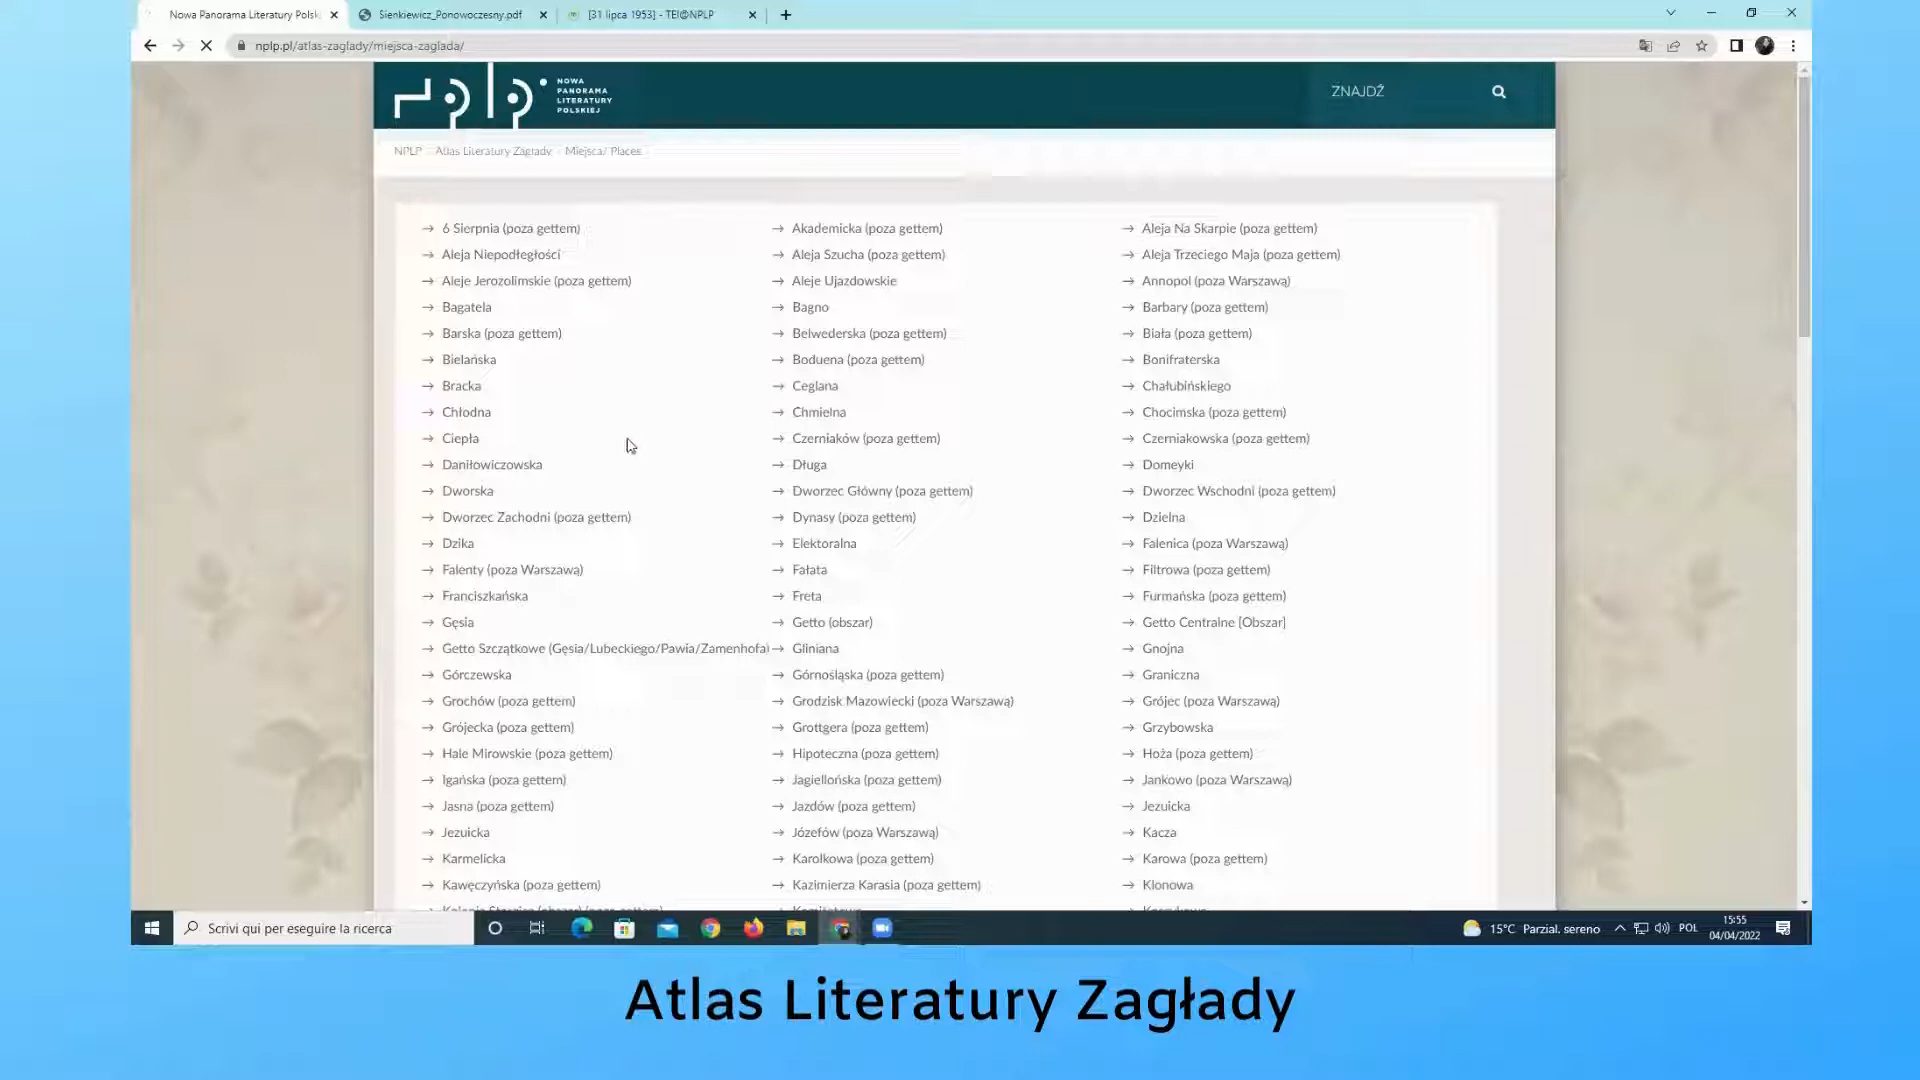 Nowa Panorama Literatury Polsk
Sienkiewicz_Ponowoczesny.pdf
[31 lipca 1953] - TEI@NPLP
nplp.pl/atlas-zaglady/miejsca-zaglada/
NOWA
PANORAMA
LITERATURY
POLSKIEJ
ZNAJDŹ
NPLP Atlas Literatury Zagłady Miejsca/ Places
6 Sierpnia (poza gettem)
Akademicka (poza gettem)
Aleja Na Skarpie (poza gettem)
Aleja Niepodległości
Aleja Szucha (poza gettem)
Aleja Trzeciego Maja (poza gettem)
Aleje Jerozolimskie (poza gettem)
Aleje Ujazdowskie
Annopol (poza Warszawą)
Bagatela
Bagno
Barbary (poza gettem)
Barska (poza gettem)
Belwederska (poza gettem)
Biała (poza gettem)
Bielańska
Boduena (poza gettem)
Bonifraterska
Bracka
Ceglana
Chałubińskiego
Chłodna
Chmielna
Chocimska (poza gettem)
Ciepła
Czerniaków (poza gettem)
Czerniakowska (poza gettem)
Daniłowiczowska
Długa
Domeyki
Dworska
Dworzec Główny (poza gettem)
Dworzec Wschodni (poza gettem)
Dworzec Zachodni (poza gettem)
Dynasy (poza gettem)
Dzielna
Dzika
Elektoralna
Falenica (poza Warszawą)
Falenty (poza Warszawą)
Fałata
Filtrowa (poza gettem)
Franciszkańska
Freta
Furmańska (poza gettem)
Gęsia
Getto (obszar)
Getto Centralne [Obszar]
Getto Szczątkowe (Gęsia/Lubeckiego/Pawia/Zamenhofa)
Gliniana
Gnojna
Górczewska
Górnośląska (poza gettem)
Graniczna
Grochów (poza gettem)
Grodzisk Mazowiecki (poza Warszawą)
Grójec (poza Warszawą)
Grójecka (poza gettem)
Grottgera (poza gettem)
Grzybowska
Hale Mirowskie (poza gettem)
Hipoteczna (poza gettem)
Hoża (poza gettem)
Igańska (poza gettem)
Jagiellońska (poza gettem)
Jankowo (poza Warszawą)
Jasna (poza gettem)
Jazdów (poza gettem)
Jezuicka
Jezuicka
Józefów (poza Warszawą)
Kacza
Karmelicka
Karolkowa (poza gettem)
Karowa (poza gettem)
Kawęczyńska (poza gettem)
Kazimierza Karasia (poza gettem)
Klonowa
Scrivi qui per eseguire la ricerca
15°C Parzial. sereno
POL
15:55
04/04/2022
Atlas Literatury Zagłady